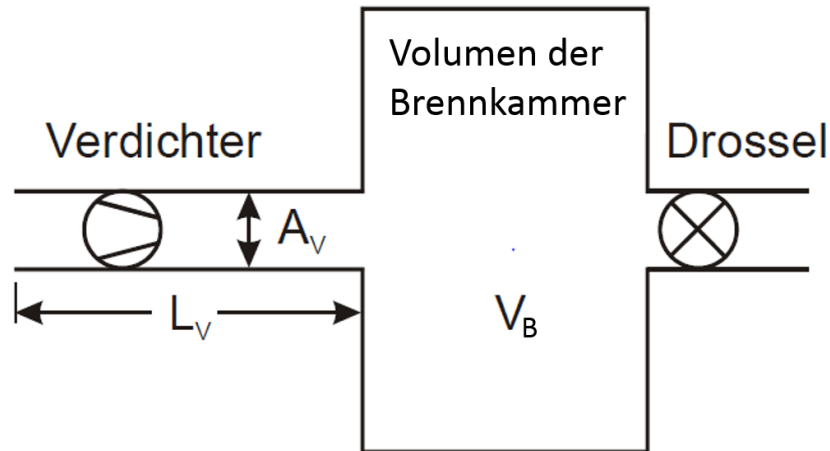 Volumen der
Brennkammer
Verdichter
Drossel
A_V
L_V
V_B